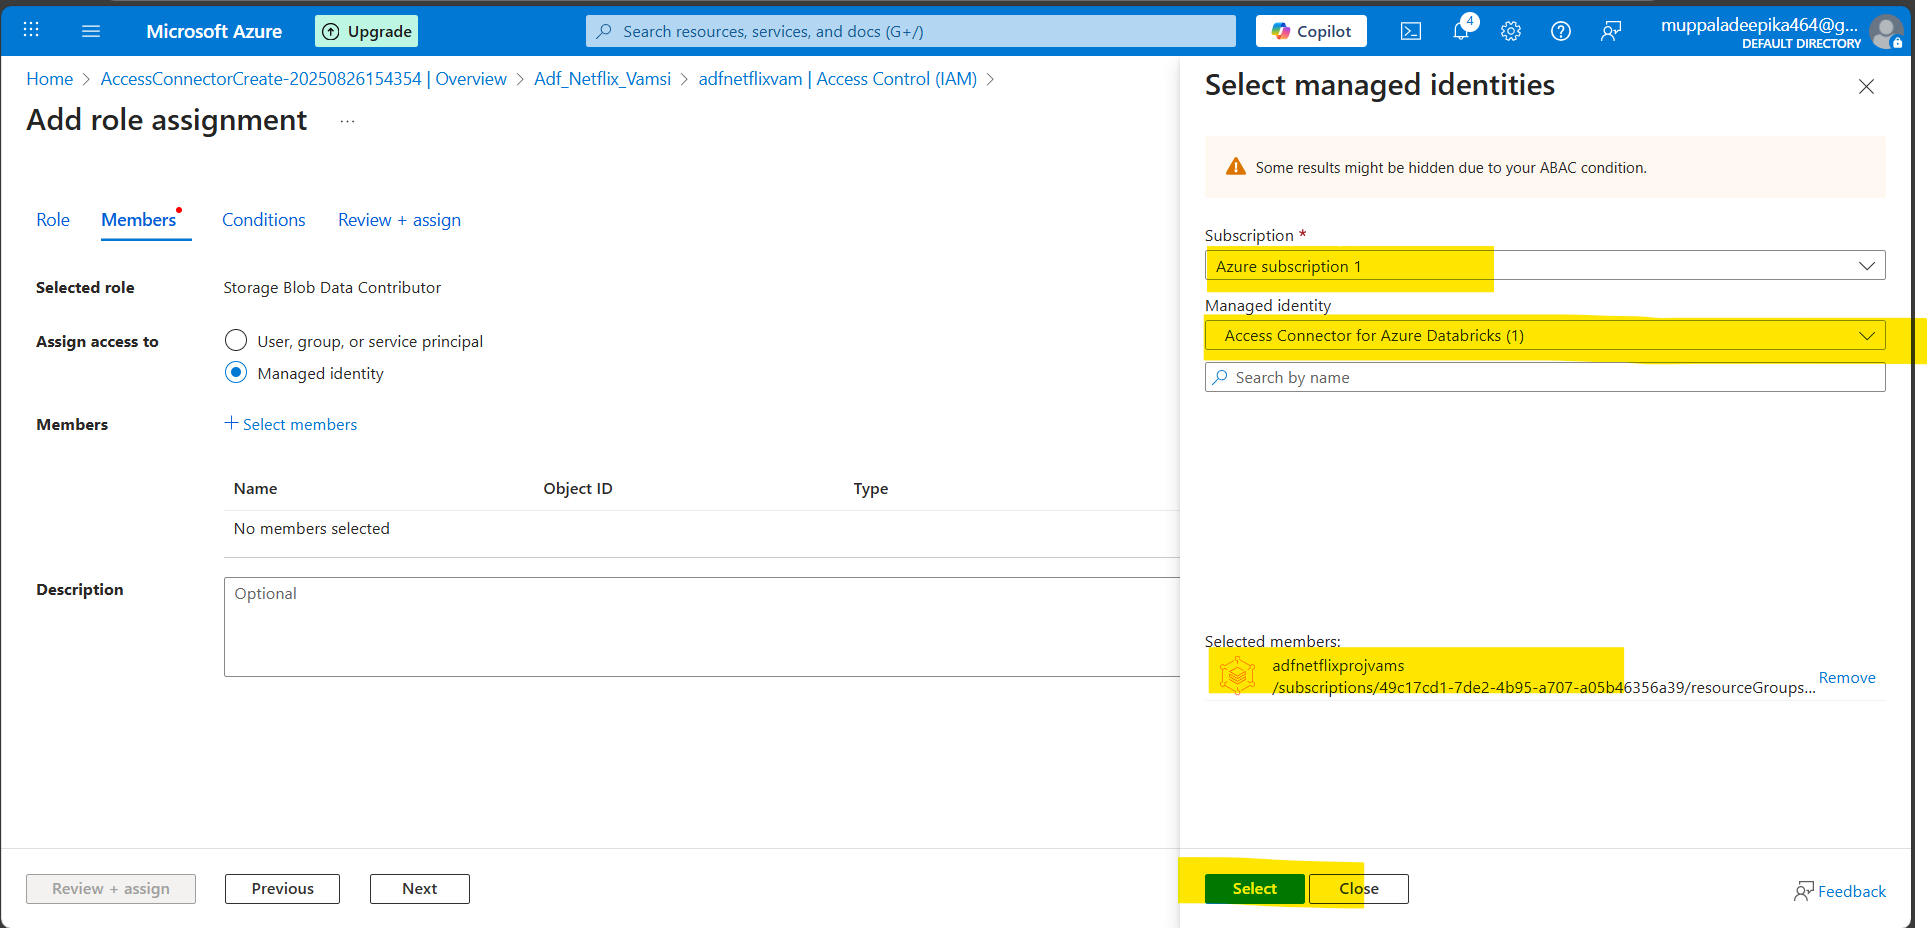 Microsoft Azure
Upgrade
Search resources, services, and docs (G+/)
Copilot
4
muppaladeepika464@g...
DEFAULT DIRECTORY
Home > AccessConnectorCreate-20250826154354 | Overview > Adf_Netflix_Vamsi > adfnetflixvam | Access Control (IAM) >
Add role assignment ...
Role Members Conditions Review + assign
Selected role Storage Blob Data Contributor
Assign access to User, group, or service principal
Managed identity
Members + Select members
Name Object ID Type
No members selected
Description Optional
Review + assign Previous Next
Select managed identities
Some results might be hidden due to your ABAC condition.
Subscription *
Azure subscription 1
Managed identity
Access Connector for Azure Databricks (1)
Search by name
Selected members:
adfnetflixprojvams
/subscriptions/49c17cd1-7de2-4b95-a707-a05b46356a39/resourceGroups...
Remove
Select Close
Feedback